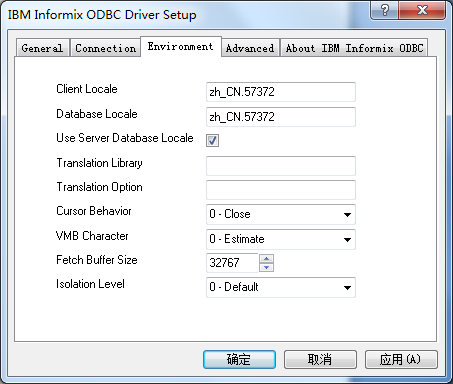 IBM Informix ODBC Driver Setup
General Connection Environment Advanced About IBM Informix ODBC
Client Locale zh_CN.57372
Database Locale zh_CN.57372
Use Server Database Locale
Translation Library
Translation Option
Cursor Behavior 0 - Close
VMB Character 0 - Estimate
Fetch Buffer Size 32767
Isolation Level 0 - Default
确定 取消 应用(A)